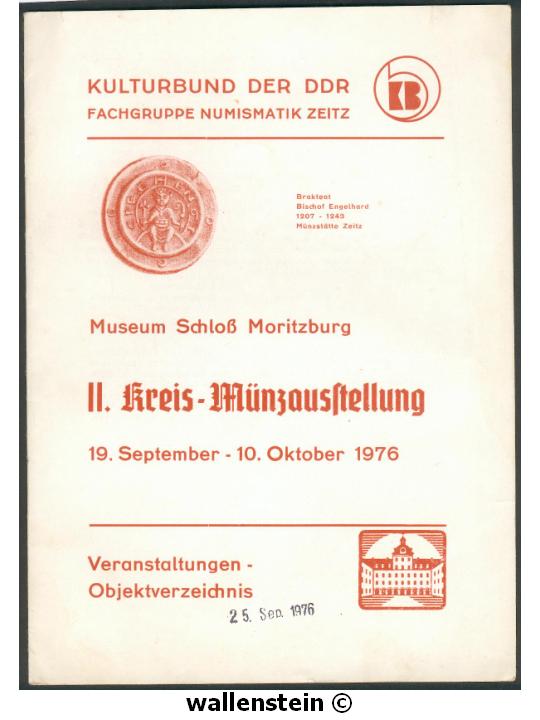 KULTURBUND DER DDR
FACHGRUPPE NUMISMATIK ZEITZ
KB
Brakteat
Bischof Engelhard
1207 - 1243
Münzstätte Zeitz
Museum Schloß Moritzburg
II. Kreis-Münzausſtellung
19. September - 10. Oktober 1976
Veranstaltungen -
Objektverzeichnis
25. Sep. 1976
wallenstein ©